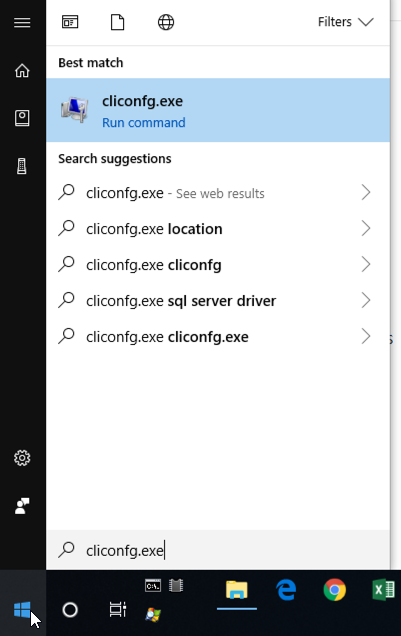 Filters
Best match
cliconfg.exe
Run command
Search suggestions
cliconfg.exe - See web results
cliconfg.exe location
cliconfg.exe cliconfg
cliconfg.exe sql server driver
cliconfg.exe cliconfg.exe
s
cliconfg.exe
C:\.